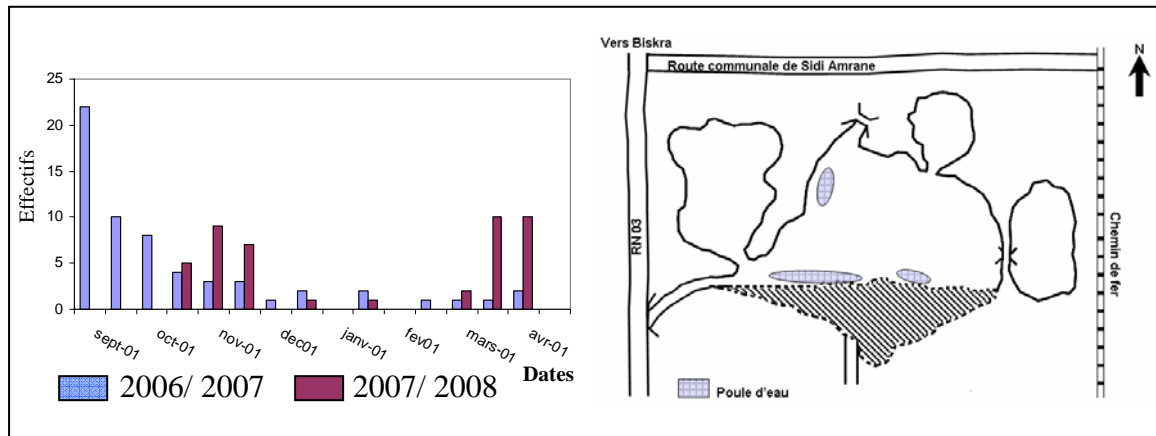 25
20
15
10
5
0
Effectifs
sept-01
oct-01
nov-01
dec01
janv-01
fev01
mars-01
avr-01
Dates
2006/ 2007
2007/ 2008
Vers Biskra
Route communale de Sidi Amrane
N
RN 03
Chemin de fer
Poule d'eau